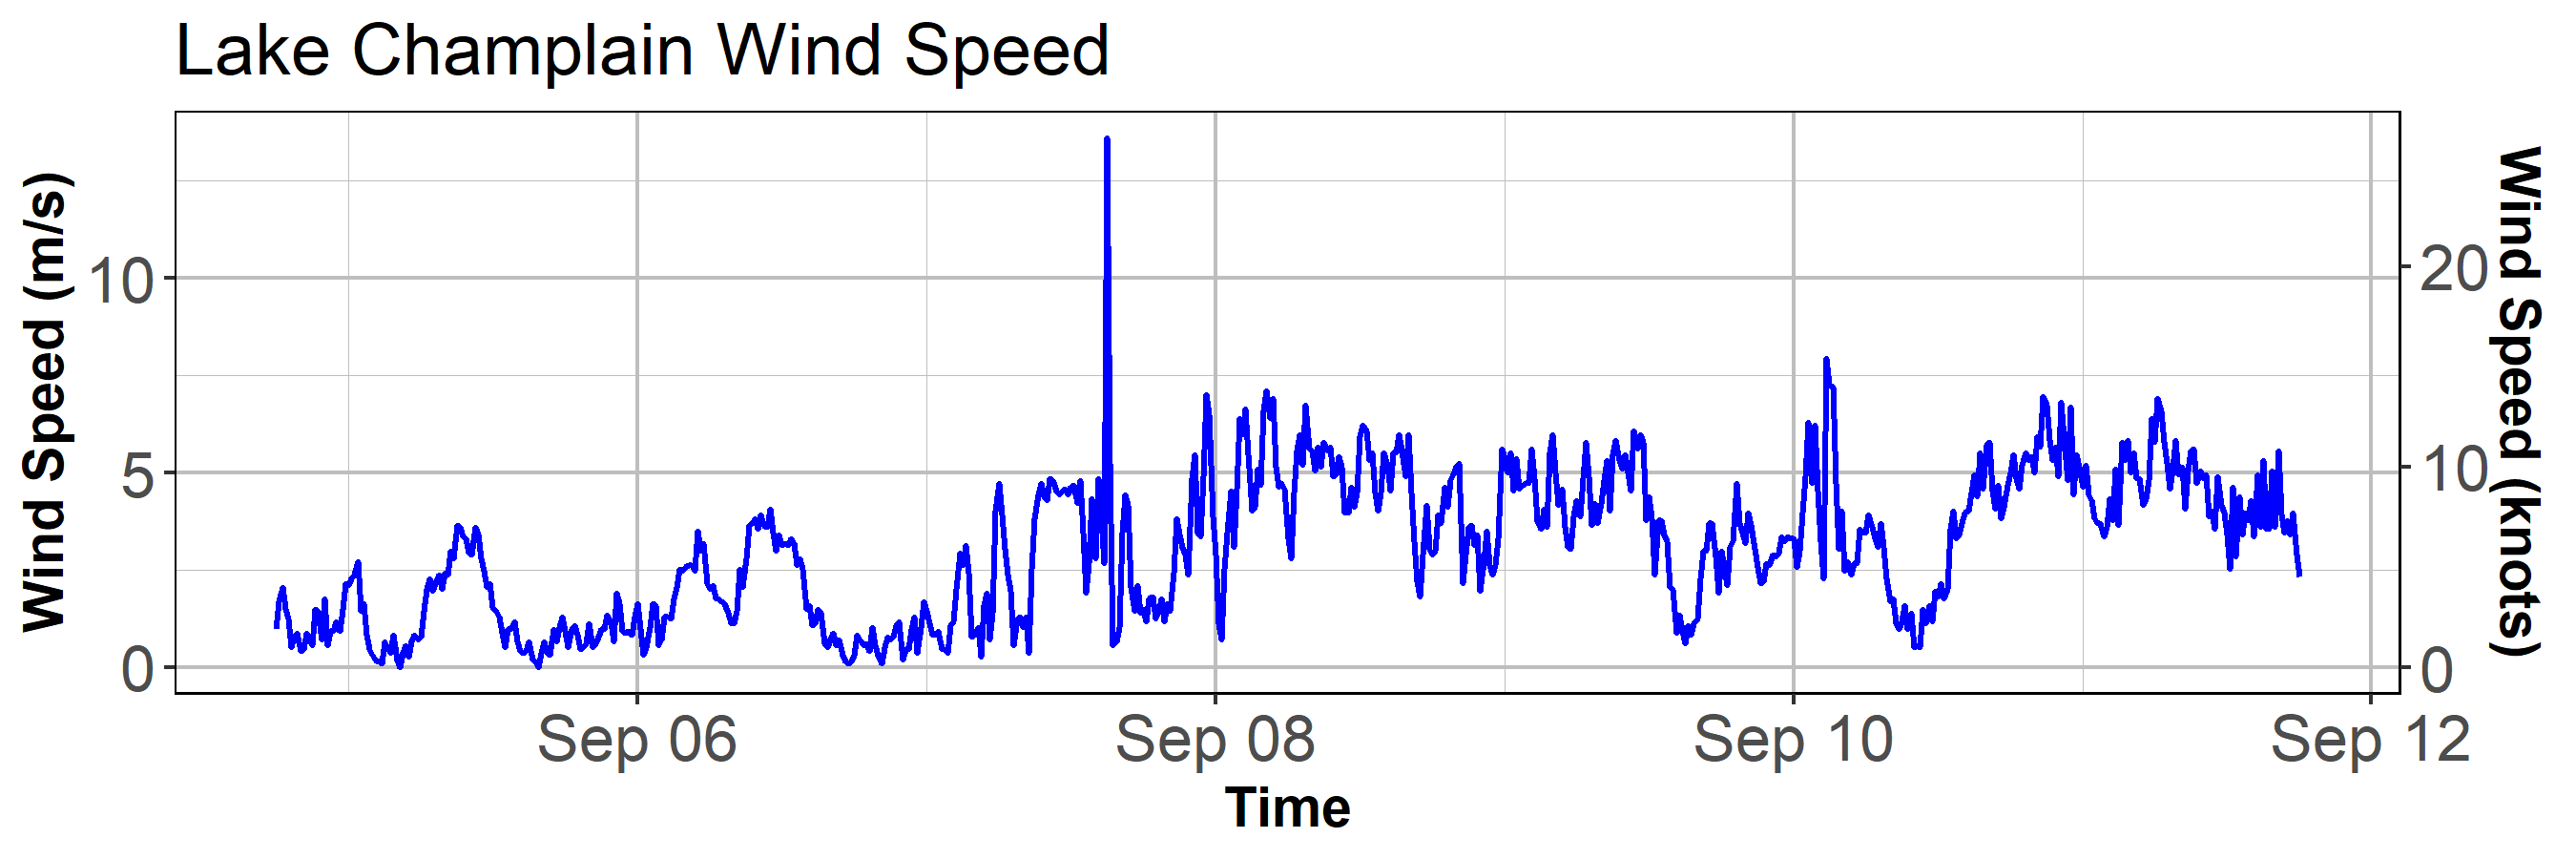 Lake Champlain Wind Speed
Wind Speed (m/s)
10
5
0
20
10
0
Wind Speed (knots)
Sep 06
Sep 08
Sep 10
Sep 12
Time